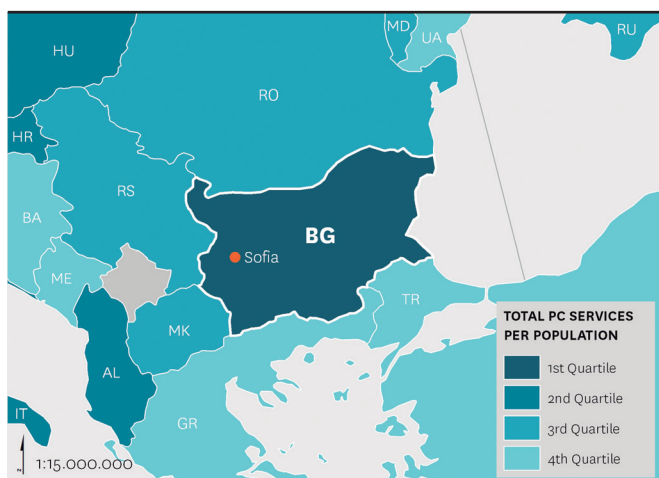 HU
MD
UA
RU
RO
HR
RS
BA
BG
Sofia
ME
TR
MK
AL
GR
IT
TOTAL PC SERVICES
PER POPULATION
1st Quartile
2nd Quartile
3rd Quartile
4th Quartile
N
1:15.000.000